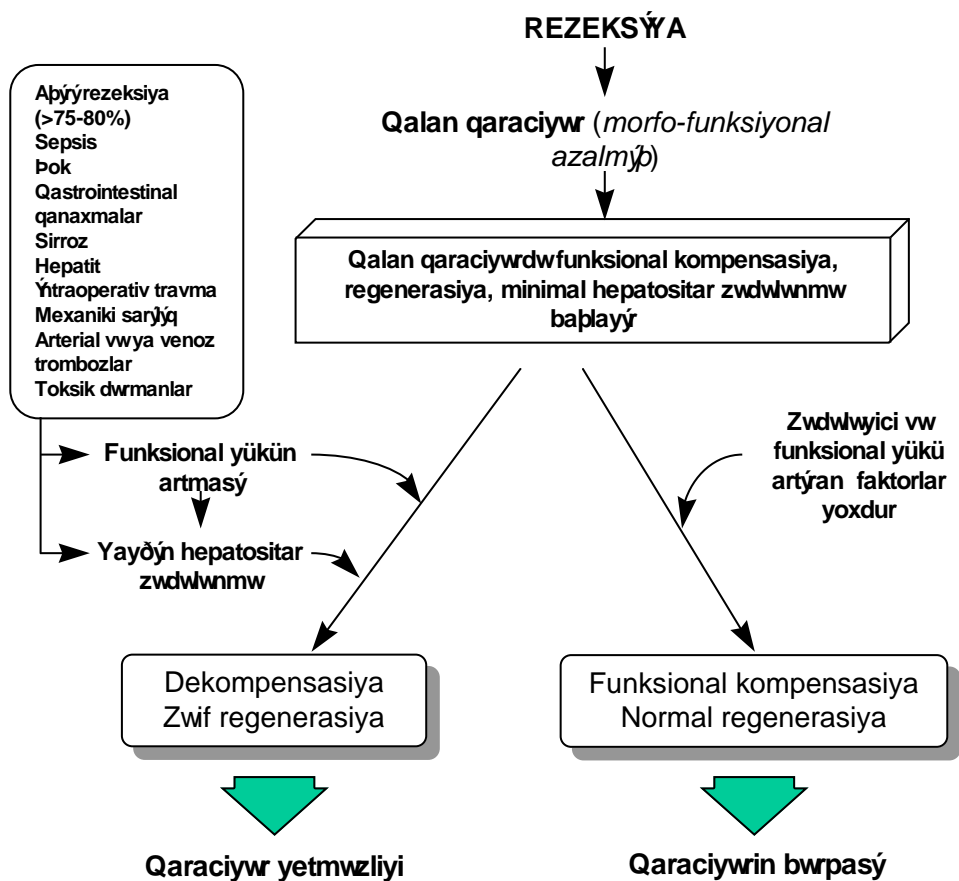 REZEKSÝYA
Aþýrý rezeksiya
(>75-80%)
Sepsis
Þok
Qastrointestinal
qanaxmalar
Sirroz
Hepatit
Ýntraoperativ travma
Mexaniki sarýlýq
Arterial vwya venoz
trombozlar
Toksik dwrmanlar
Qalan qaraciywr (morfo-funksiyonal
azalmýþ)
Qalan qaraciywrdw funksional kompensasiya,
regenerasiya, minimal hepatositar zwdwlwnmw
baþlayýr
Funksional yükün
artmasý
Yayðýn hepatositar
zwdwlwnmw
Zwdwlwyici vw
funksional yükü
artýran faktorlar
yoxdur
Dekompensasiya
Zwif regenerasiya
Funksional kompensasiya
Normal regenerasiya
Qaraciywr yetmwzliyi
Qaraciywrin bwrpasý